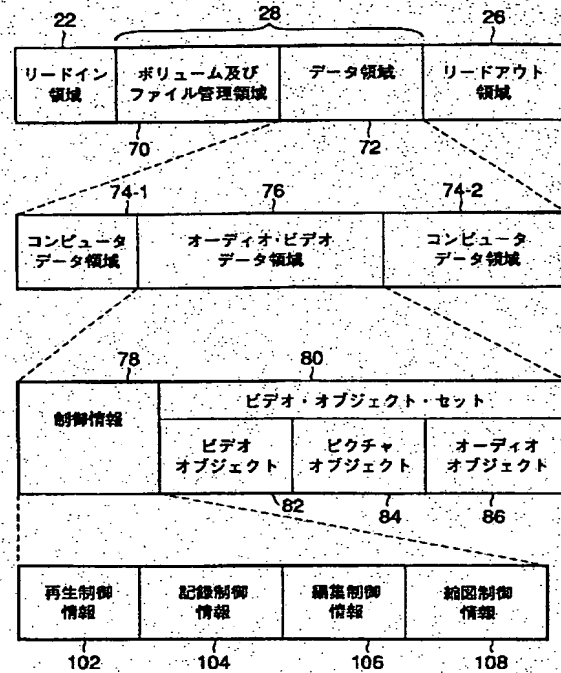 22
28
26
リードイン
領域
ボリューム及び
ファイル管理領域
データ領域
リードアウト
領域
70
72
74-1
76
74-2
コンピュータ
データ領域
オーディオ・ビデオ
データ領域
コンピュータ
データ領域
78
80
制御情報
ビデオ・オブジェクト・セット
ビデオ
オブジェクト
ピクチャ
オブジェクト
オーディオ
オブジェクト
82
84
86
再生制御
情報
記録制御
情報
編集制御
情報
縮図制御
情報
102
104
106
108